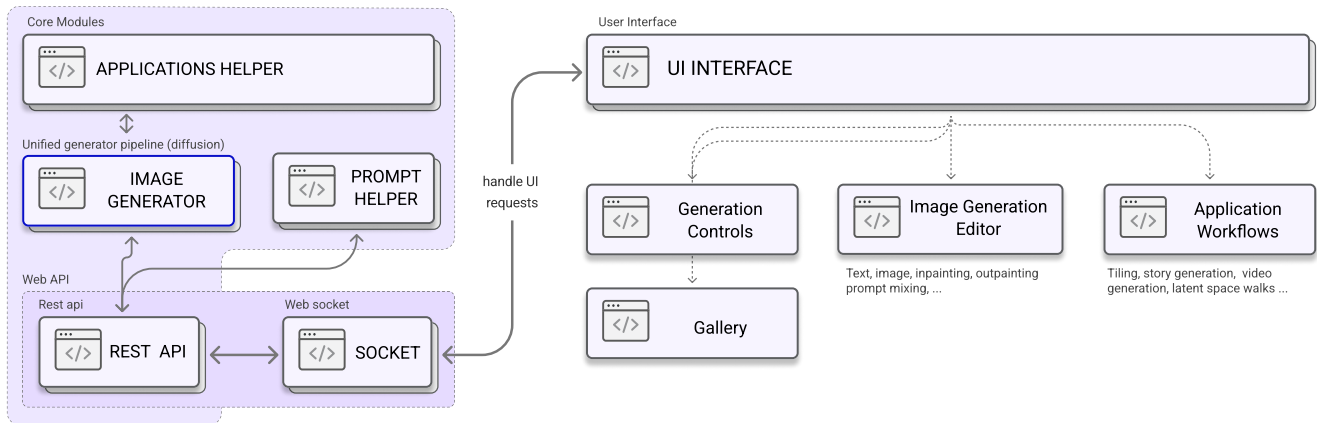 Core Modules
APPLICATIONS HELPER
Unified generator pipeline (diffusion)
IMAGE
GENERATOR
PROMPT
HELPER
Web API
Rest api
REST API
Web socket
SOCKET
handle UI
requests
User Interface
UI INTERFACE
Generation
Controls
Image Generation
Editor
Text, image, inpainting, outpainting
prompt mixing, ...
Application
Workflows
Tiling, story generation, video
generation, latent space walks ...
Gallery